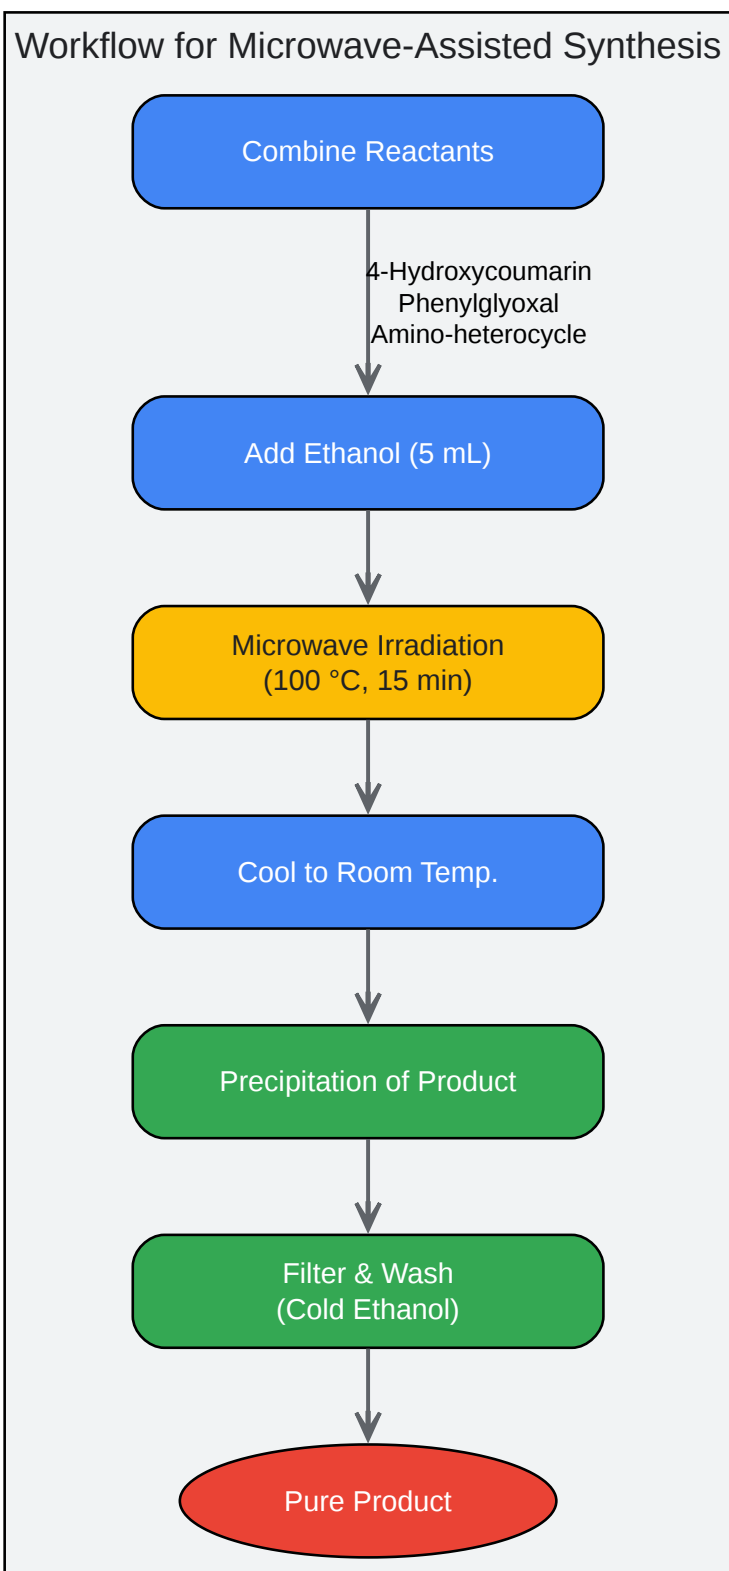 Workflow for Microwave-Assisted Synthesis
Combine Reactants
4-Hydroxycoumarin
Phenylglyoxal
Amino-heterocycle
Add Ethanol (5 mL)
Microwave Irradiation
(100 °C, 15 min)
Cool to Room Temp.
Precipitation of Product
Filter & Wash
(Cold Ethanol)
Pure Product